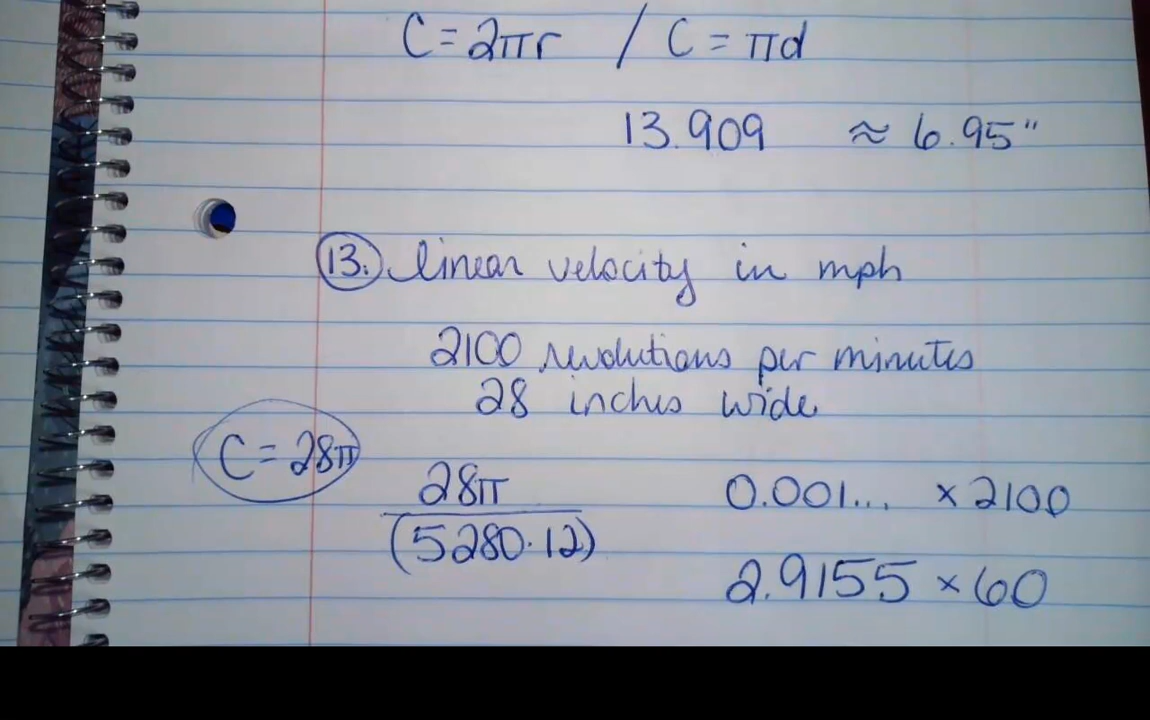 C = 2πr / C = πd
13.909 ≈ 6.95"
13. linear velocity in mph
2100 revolutions per minutes
28 inches wide
C = 28π
28π
(5280·12)
0.001... × 2100
2.9155 × 60